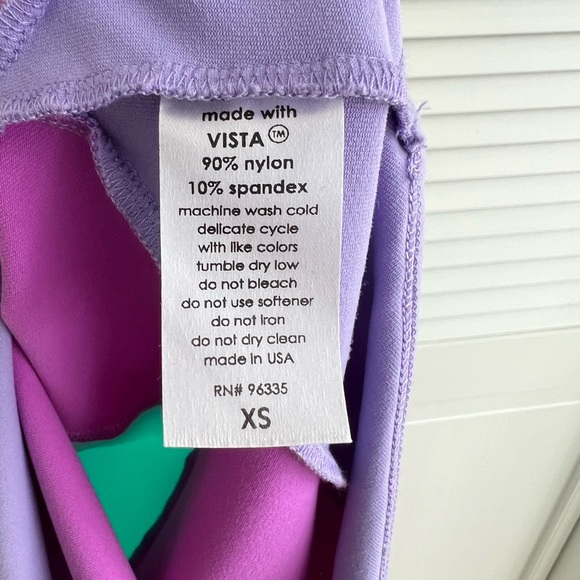 made with
VISTA™
90% nylon
10% spandex
machine wash cold
delicate cycle
with like colors
tumble dry low
do not bleach
do not use softener
do not iron
do not dry clean
made in USA
RN# 96335
XS